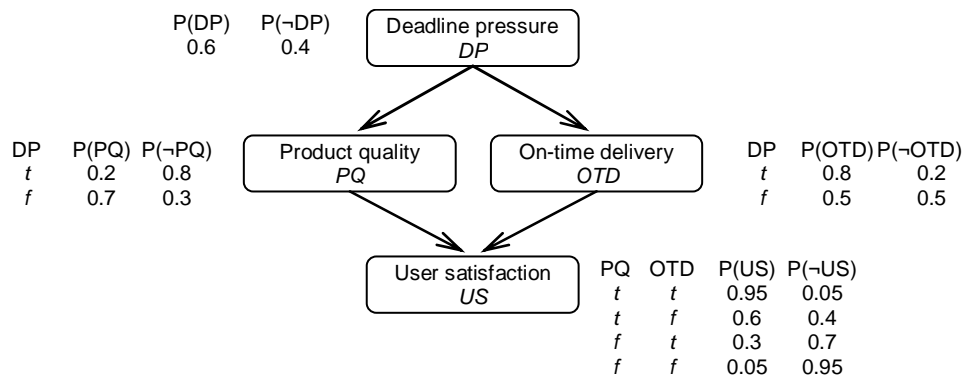 P(DP) P(¬DP) Deadline pressure
0.6 0.4 DP
DP P(PQ) P(¬PQ) Product quality On-time delivery DP P(OTD) P(¬OTD)
t 0.2 0.8 PQ OTD t 0.8 0.2
f 0.7 0.3 f 0.5 0.5
User satisfaction PQ OTD P(US) P(¬US)
US t t 0.95 0.05
t f 0.6 0.4
f t 0.3 0.7
f f 0.05 0.95